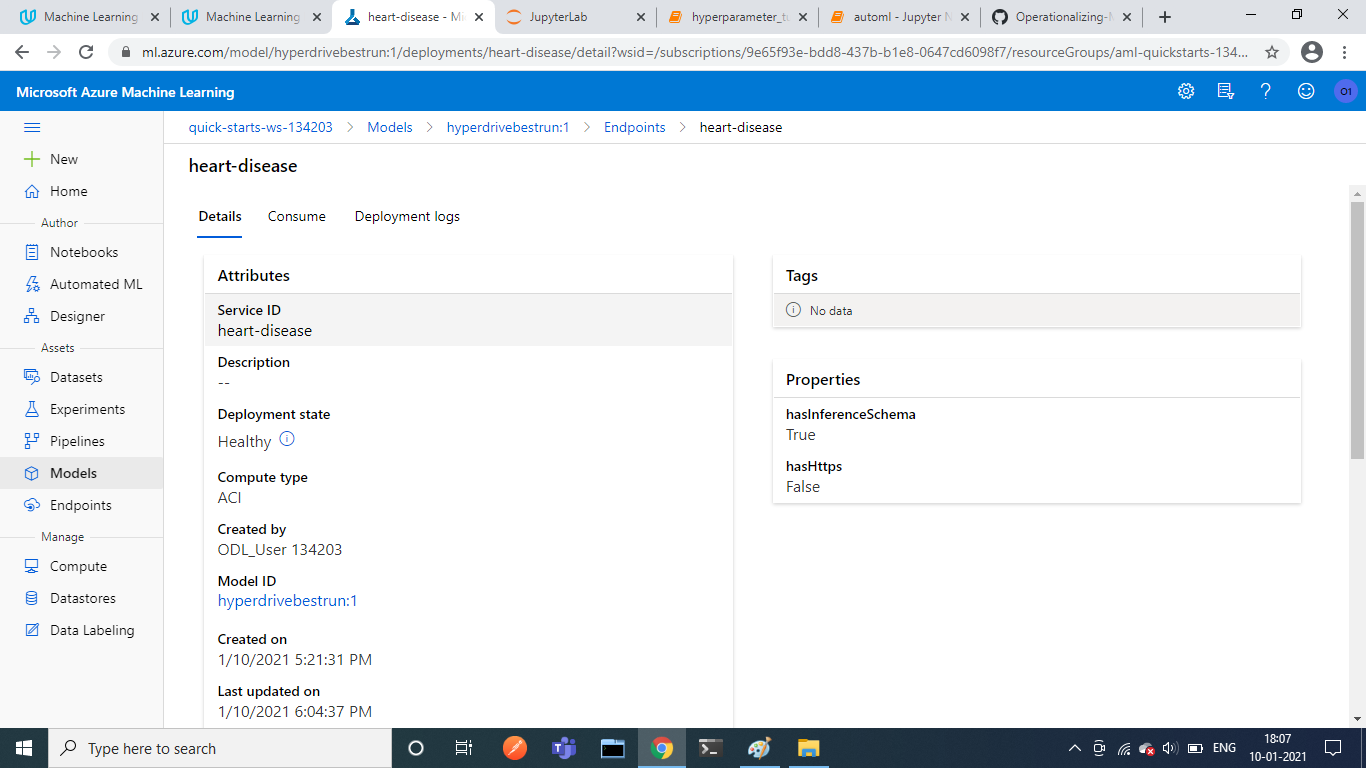 Machine Learning
Machine Learning
heart-disease - Mi
JupyterLab
hyperparameter_tu
automl - Jupyter N
Operationalizing-M
ml.azure.com/model/hyperdrivebestrun:1/deployments/heart-disease/detail?wsid=/subscriptions/9e65f93e-bdd8-437b-b1e8-0647cd6098f7/resourceGroups/aml-quickstarts-134...
Microsoft Azure Machine Learning
O1
quick-starts-ws-134203 > Models > hyperdrivebestrun:1 > Endpoints > heart-disease
New
Home
Author
Notebooks
Automated ML
Designer
Assets
Datasets
Experiments
Pipelines
Models
Endpoints
Manage
Compute
Datastores
Data Labeling
heart-disease
Details
Consume
Deployment logs
Attributes
Service ID
heart-disease
Description
--
Deployment state
Healthy
Compute type
ACI
Created by
ODL_User 134203
Model ID
hyperdrivebestrun:1
Created on
1/10/2021 5:21:31 PM
Last updated on
1/10/2021 6:04:37 PM
Tags
No data
Properties
hasInferenceSchema
True
hasHttps
False
Type here to search
ENG
18:07
10-01-2021